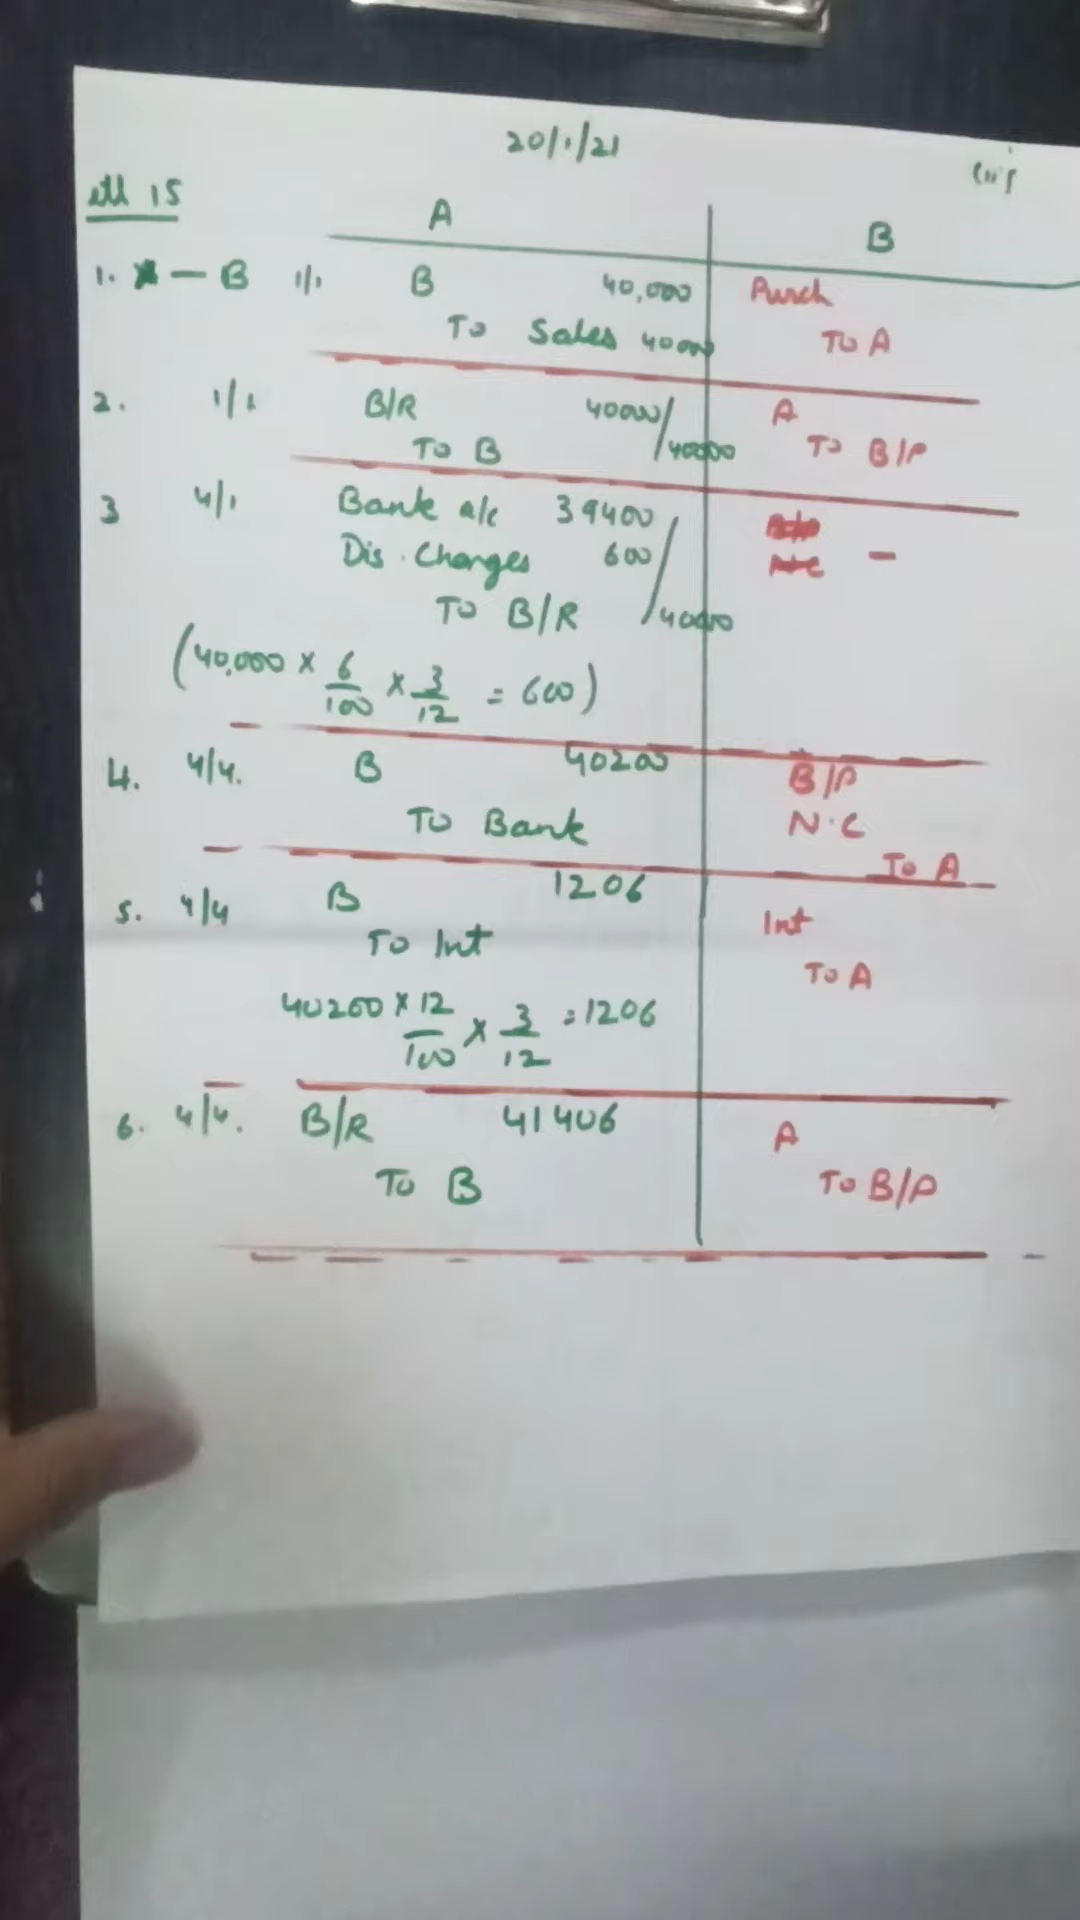 20/1/21
ill 15
A B
1. - B 1/1 B 40,000 Purch
To Sales 40000 To A
2. 1/1 B/R 40000/ A
To B /40000 To B/P
3 4/1 Bank a/c 39400
Dis. Charges 600 -
To B/R /40000
(40,000 × 6/100 × 3/12 = 600)
4. 4/4. B 40200 B/P
To Bank N.C
To A
5. 4/4 B 1206 Int
To Int To A
40200 × 12/100 × 3/12 = 1206
6. 4/4. B/R 41406 A
To B To B/P